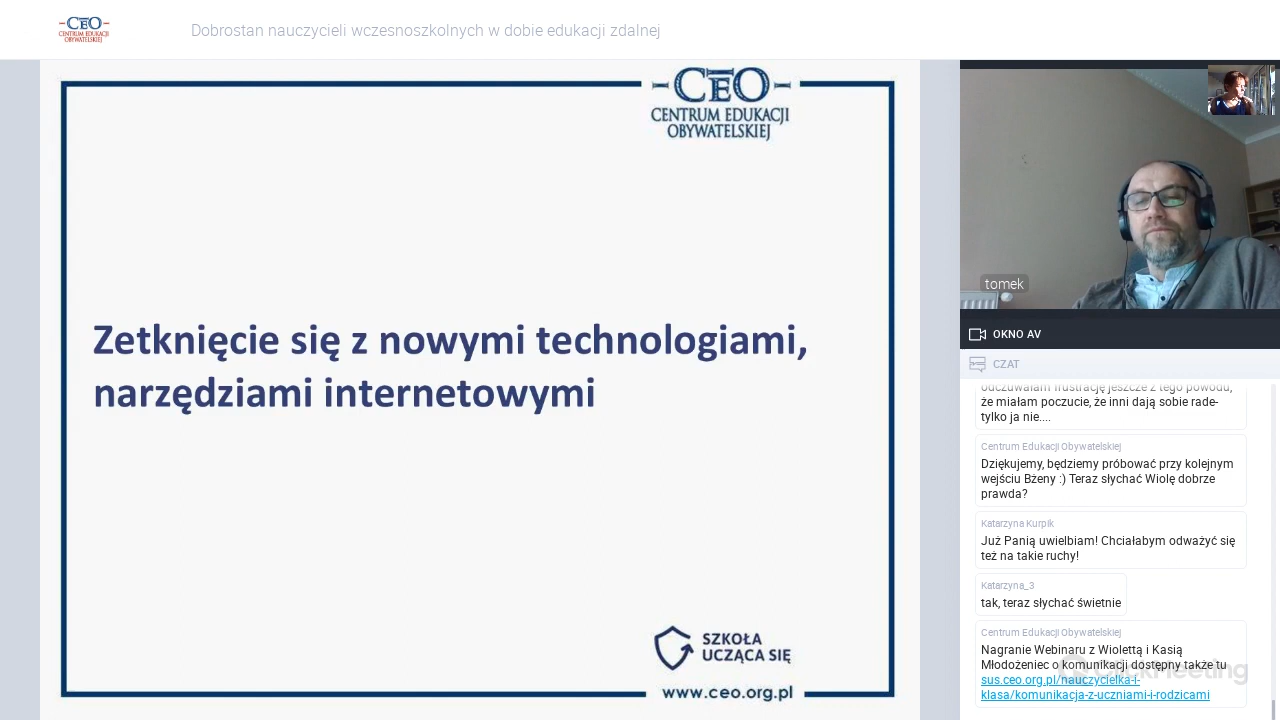 CEO
CENTRUM EDUKACJI
OBYWATELSKIEJ
Dobrostan nauczycieli wczesnoszkolnych w dobie edukacji zdalnej
CEO
CENTRUM EDUKACJI
OBYWATELSKIEJ
Zetknięcie się z nowymi technologiami,
narzędziami internetowymi
SZKOŁA
UCZĄCA SIĘ
www.ceo.org.pl
tomek
OKNO AV
CZAT
odczuwałam frustrację jeszcze z tego powodu,
że miałam poczucie, że inni dają sobie rade-
tylko ja nie....
Centrum Edukacji Obywatelskiej
Dziękujemy, będziemy próbować przy kolejnym
wejściu Bżeny :) Teraz słychać Wiolę dobrze
prawda?
Katarzyna Kurpik
Już Panią uwielbiam! Chciałabym odważyć się
też na takie ruchy!
Katarzyna_3
tak, teraz słychać świetnie
Centrum Edukacji Obywatelskiej
Nagranie Webinaru z Wiolettą i Kasią
Młodożeniec o komunikacji dostępny także tu
sus.ceo.org.pl/nauczycielka-i-
klasa/komunikacja-z-uczniami-i-rodzicami
ClickMeeting